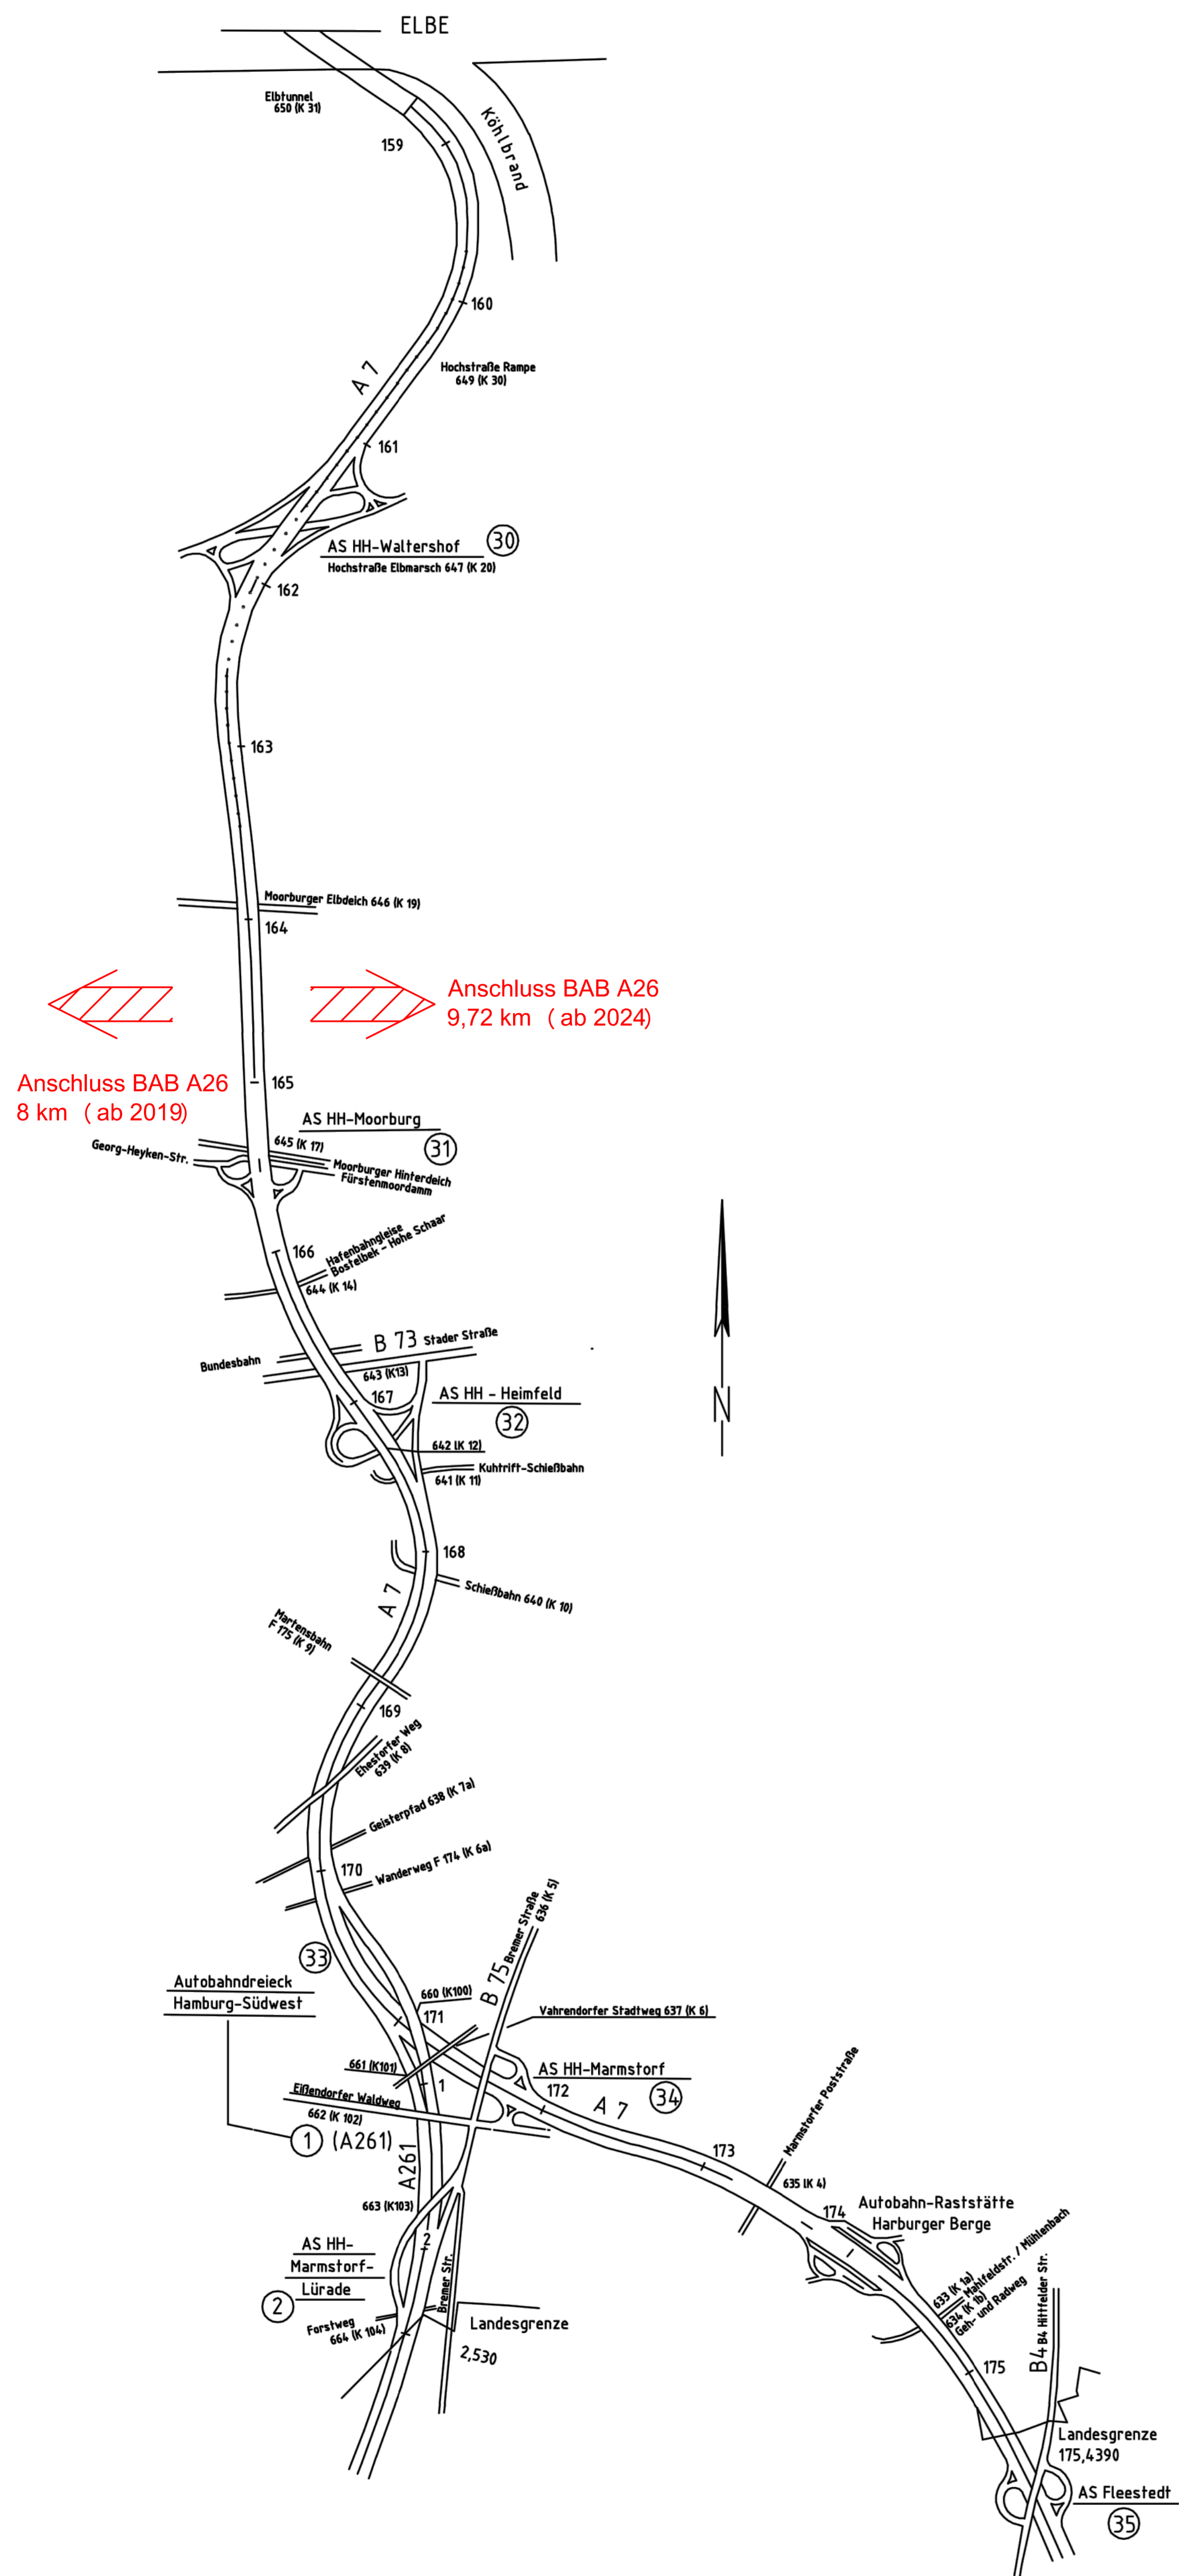 ELBE
Elbtunnel
650 (K 31)
Köhlbrand
159
160
Hochstraße Rampe
649 (K 30)
A 7
161
AS HH-Waltershof
30
Hochstraße Elbmarsch 647 (K 20)
162
163
Moorburger Elbdeich 646 (K 19)
164
Anschluss BAB A26
9,72 km ( ab 2024)
Anschluss BAB A26
8 km ( ab 2019)
165
AS HH-Moorburg
31
645 (K 17)
Georg-Heyken-Str.
Moorburger Hinterdeich
Fürstenmoordamm
166
Hafenbahngleise
Bostelbek - Hohe Schaar
644 (K 14)
B 73 Stader Straße
Bundesbahn
643 (K13)
167
AS HH - Heimfeld
32
N
642 (K 12)
Kuhtrift-Schießbahn
641 (K 11)
168
Schießbahn 640 (K 10)
A 7
Martensbahn
F 175 (K 9)
169
Ehestorfer Weg
639 (K 8)
Geisterpfad 638 (K 7a)
170
Wanderweg F 174 (K 6a)
B 75 Bremer Straße
636 (K 5)
33
Autobahndreieck
Hamburg-Südwest
660 (K100)
171
Vahrendorfer Stadtweg 637 (K 6)
661 (K101)
AS HH-Marmstorf
34
1
172
A 7
Eißendorfer Waldweg
662 (K 102)
1 (A261)
A261
Marmstorfer Poststraße
173
635 (K 4)
663 (K103)
174
Autobahn-Raststätte
Harburger Berge
2
AS HH-
Marmstorf-
Lürade
2
Bremer Str.
633 (K 1a)
Mahlfeldstr. / Mühlenbach
634 (K 1b)
Geh- und Radweg
Forstweg
664 (K 104)
Landesgrenze
2,530
B4 B4 Hittfelder Str.
175
Landesgrenze
175,4390
AS Fleestedt
35